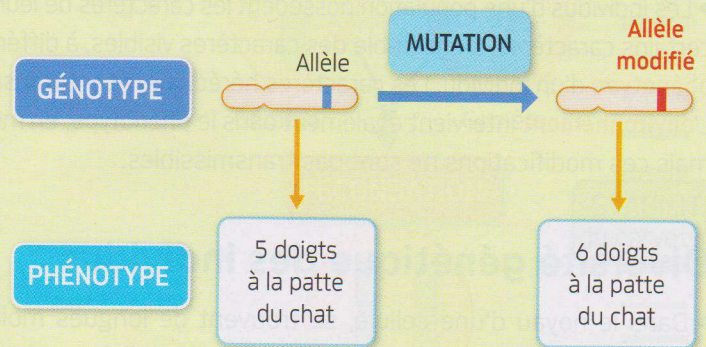 MUTATION
Allèle
Allèle
modifié
GÉNOTYPE
PHÉNOTYPE
5 doigts
à la patte
du chat
6 doigts
à la patte
du chat